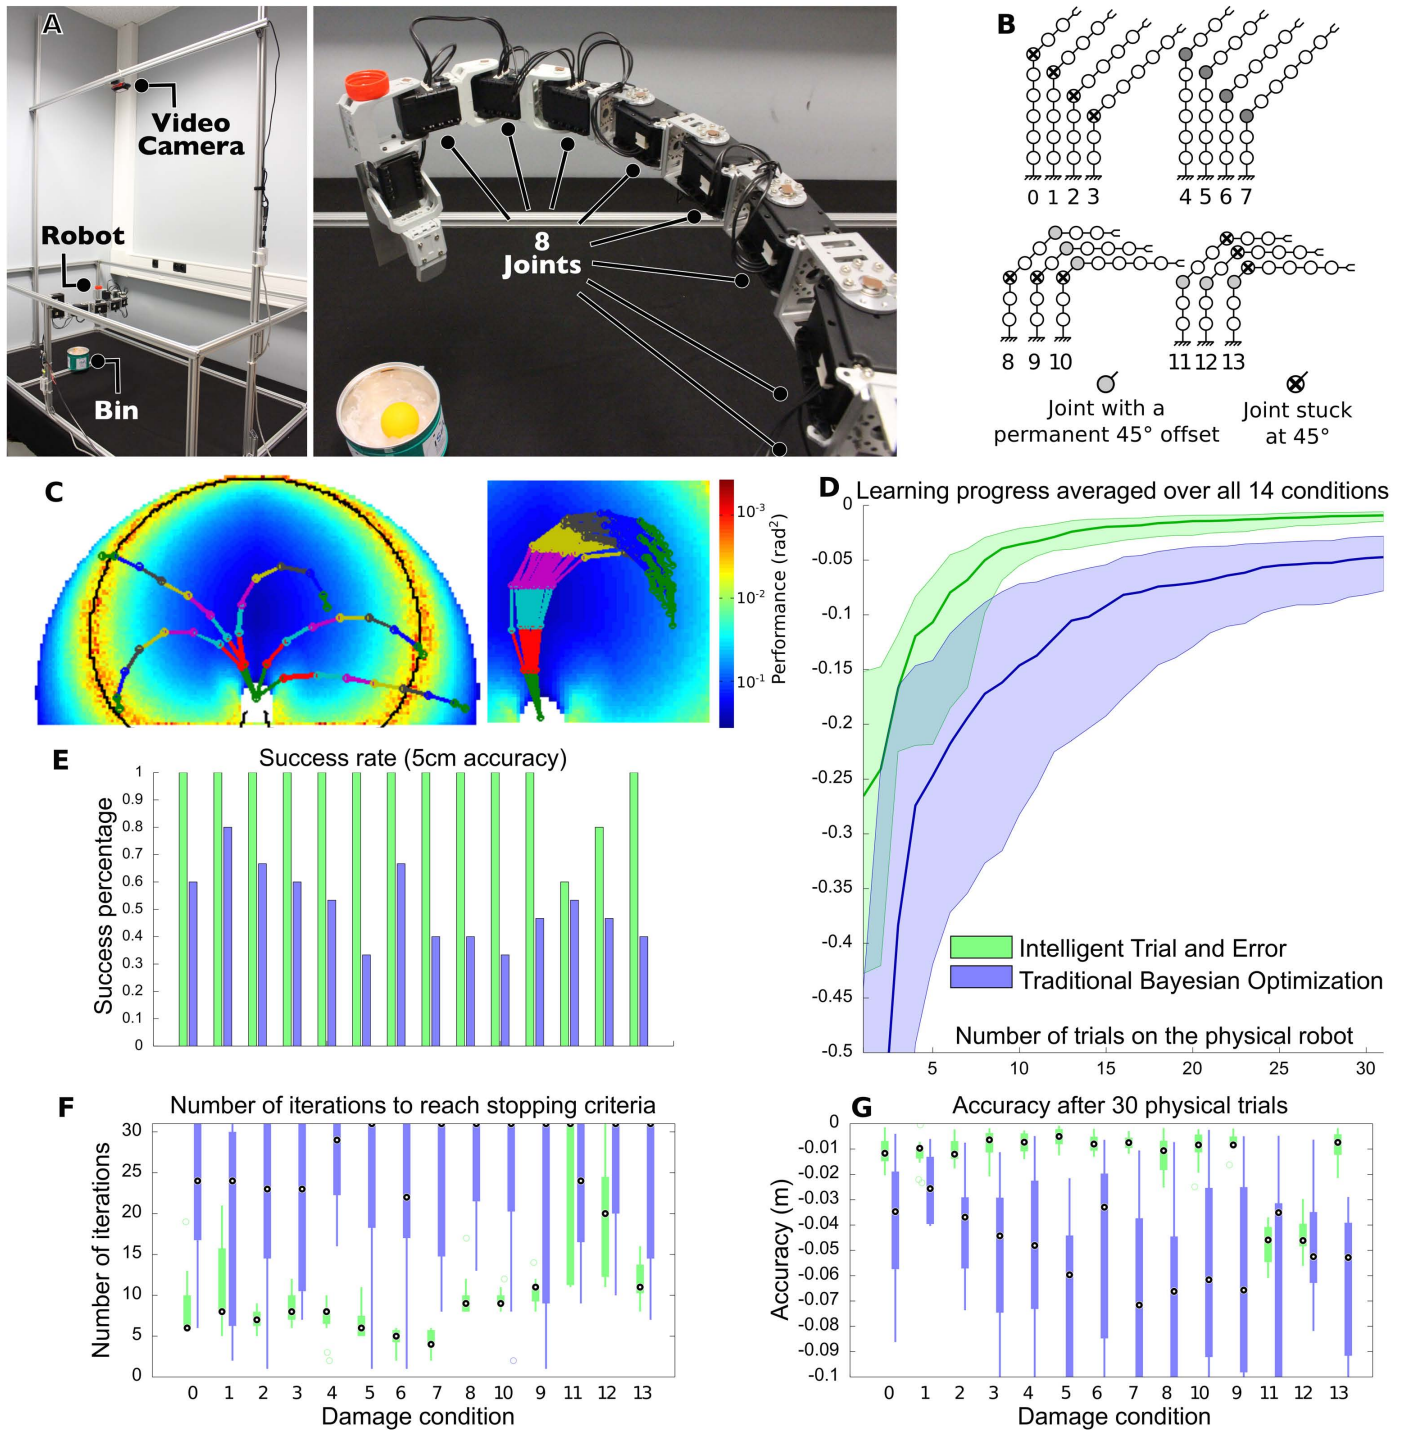 A
Video
Camera
Robot
Bin
8
Joints
B
0 1 2 3
4 5 6 7
8 9 10
11 12 13
Joint with a
permanent 45° offset
Joint stuck
at 45°
C
10-3
10-2
10-1
Performance (rad²)
D
Learning progress averaged over all 14 conditions
0
-0.05
-0.1
-0.15
-0.2
-0.25
-0.3
-0.35
-0.4
-0.45
-0.5
Intelligent Trial and Error
Traditional Bayesian Optimization
Number of trials on the physical robot
5 10 15 20 25 30
E
Success rate (5cm accuracy)
Success percentage
1
0.9
0.8
0.7
0.6
0.5
0.4
0.3
0.2
0.1
0
F
Number of iterations to reach stopping criteria
Number of iterations
30
25
20
15
10
5
0
0 1 2 3 4 5 6 7 8 10 9 11 12 13
Damage condition
G
Accuracy after 30 physical trials
Accuracy (m)
0
-0.01
-0.02
-0.03
-0.04
-0.05
-0.06
-0.07
-0.08
-0.09
-0.1
0 1 2 3 4 5 6 7 8 10 9 11 12 13
Damage condition